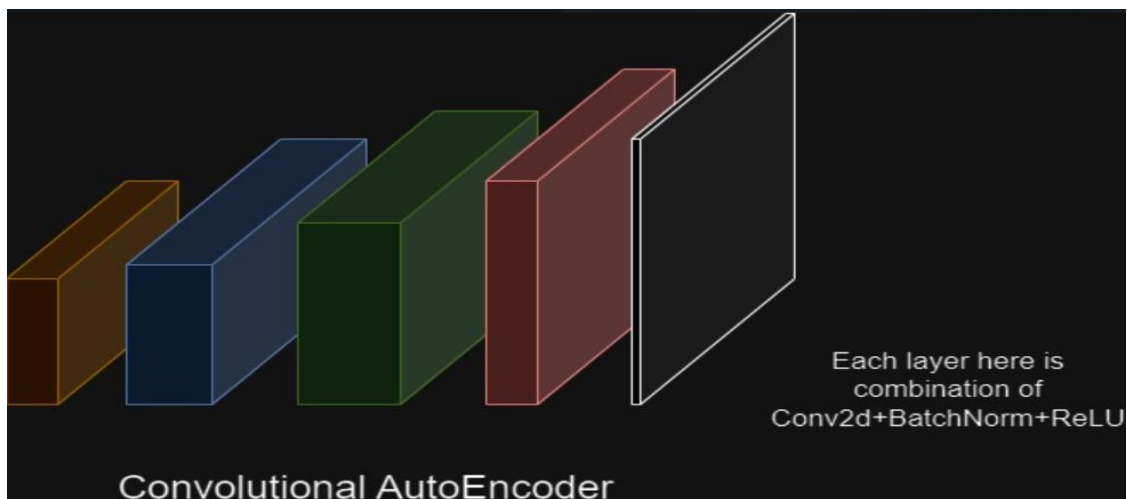 Each layer here is
combination of
Conv2d+BatchNorm+ReLU
Convolutional AutoEncoder